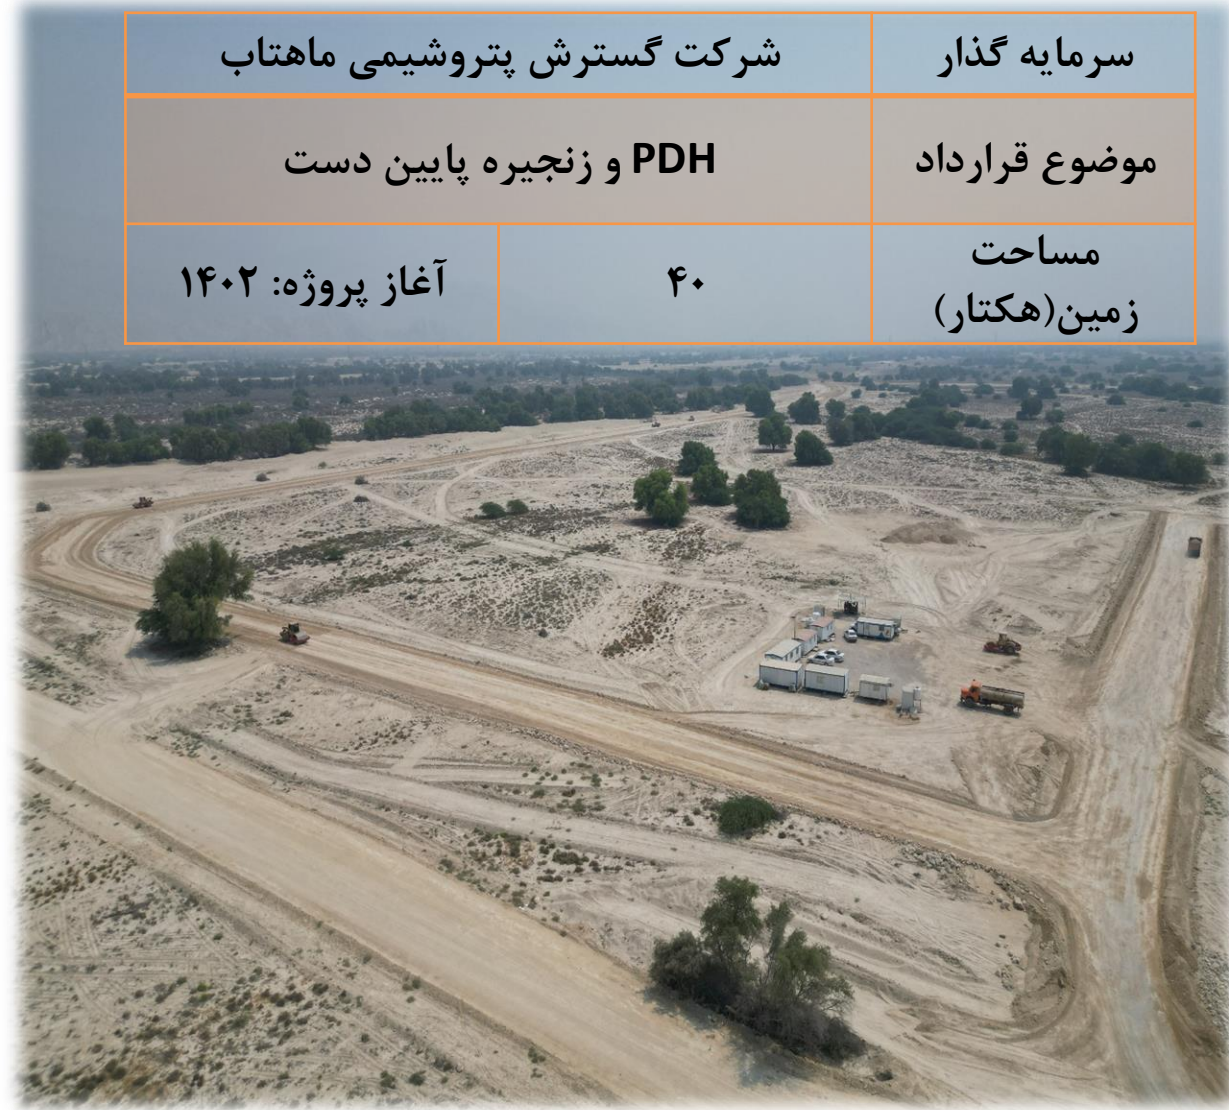 سرمایه گذار
شرکت گسترش پتروشیمی ماهتاب
موضوع قرارداد
PDH و زنجیره پایین دست
مساحت
زمین(هکتار)
۴۰
آغاز پروژه: ۱۴۰۲